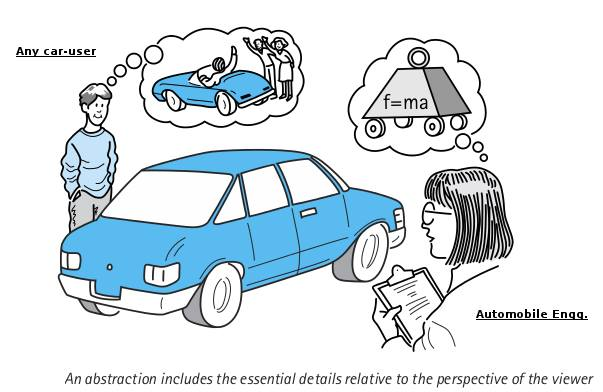 Any car-user
f=ma
Automobile Engg.
An abstraction includes the essential details relative to the perspective of the viewer